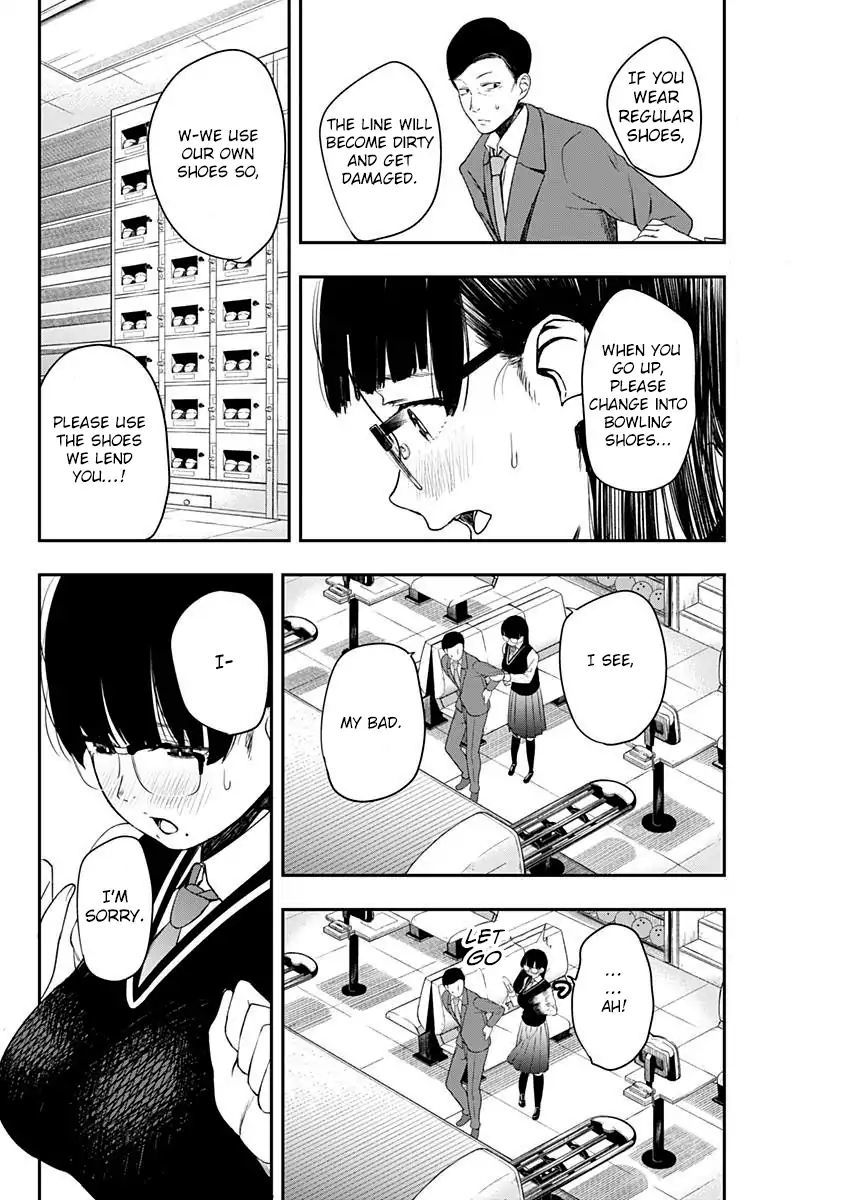 IF YOU
WEAR
REGULAR
SHOES,
THE LINE WILL
BECOME DIRTY
AND GET
DAMAGED.
WHEN YOU
GO UP,
PLEASE
CHANGE INTO
BOWLING
SHOES...
W-WE USE
OUR OWN
SHOES SO,
PLEASE USE
THE SHOES
WE LEND
YOU...!
I SEE,
MY BAD.
...
...
AH!
LET
GO
I-
I'M
SORRY.